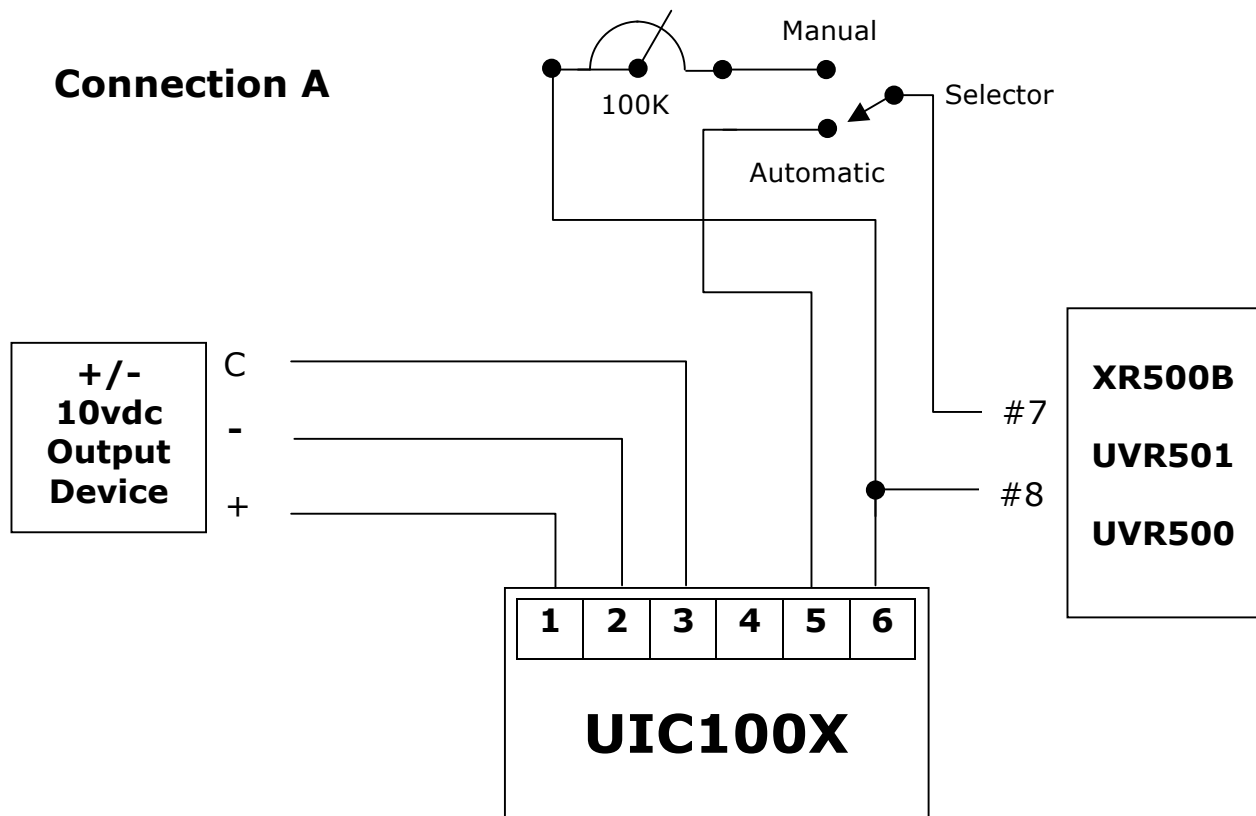 Connection A
Manual
100K
Selector
Automatic
+/-
10vdc
Output
Device
C
-
+
#7
#8
XR500B
UVR501
UVR500
1 2 3 4 5 6
UIC100X